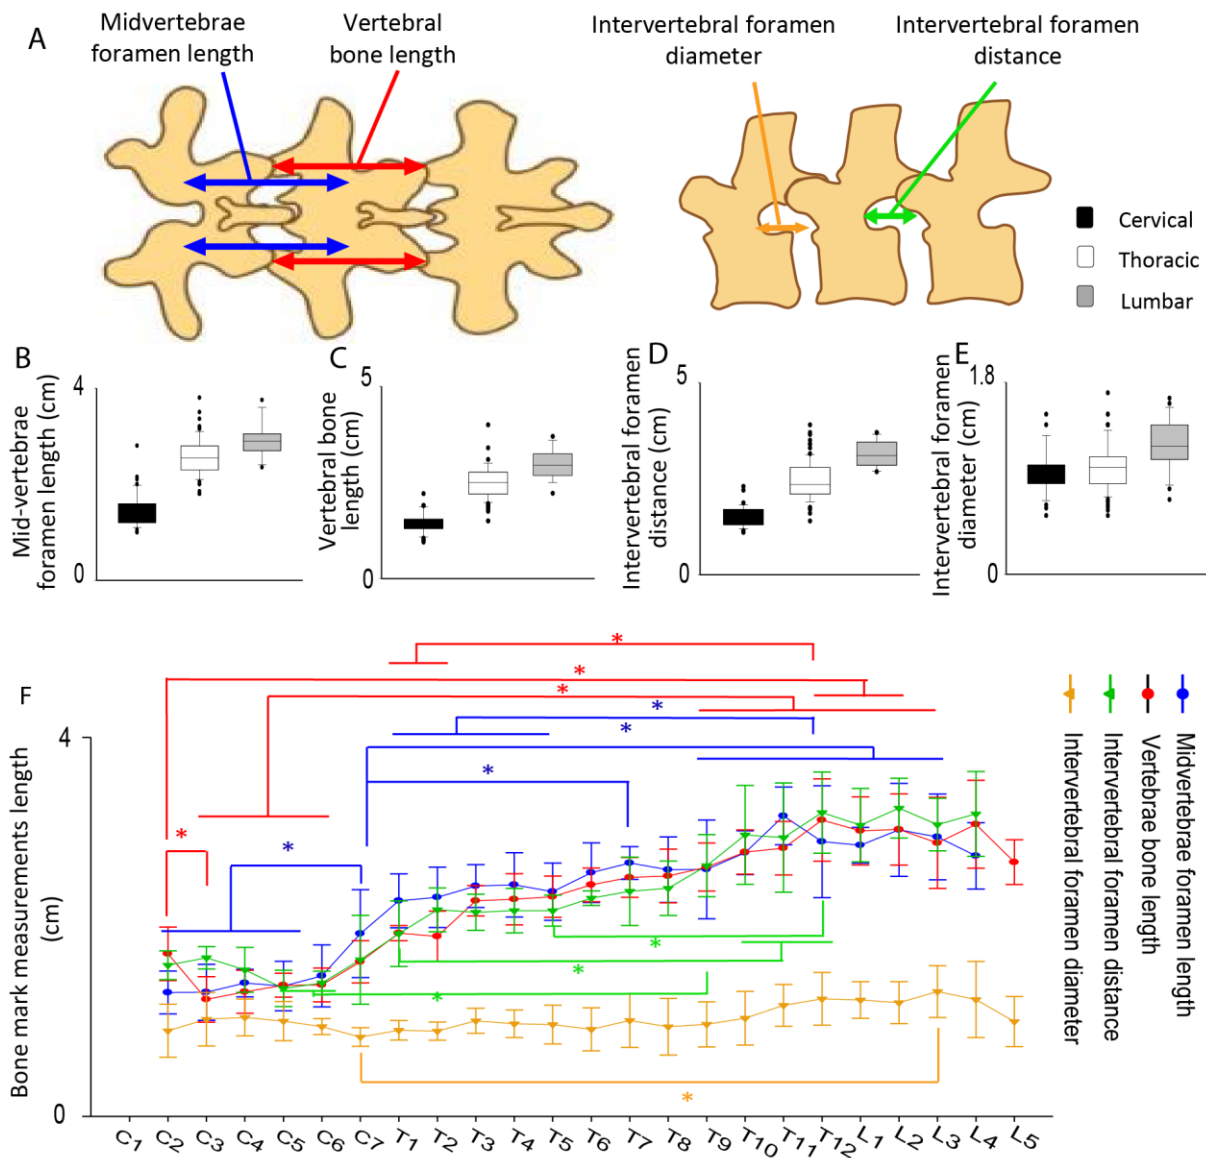 A
Midvertebrae
foramen length
Vertebral
bone length
Intervertebral foramen
diameter
Intervertebral foramen
distance
Cervical
Thoracic
Lumbar
B
Mid-vertebrae
foramen length (cm)
4
0
C
Vertebral bone
length (cm)
5
0
D
Intervertebral foramen
distance (cm)
5
0
E
Intervertebral foramen
diameter (cm)
1.8
0
F
Bone mark measurements length
(cm)
4
0
*
*
*
*
*
*
*
*
*
*
*
*
Midvertebrae foramen length
Vertebrae bone length
Intervertebral foramen distance
Intervertebral foramen diameter
C1 C2 C3 C4 C5 C6 C7 T1 T2 T3 T4 T5 T6 T7 T8 T9 T10 T11 T12 L1 L2 L3 L4 L5